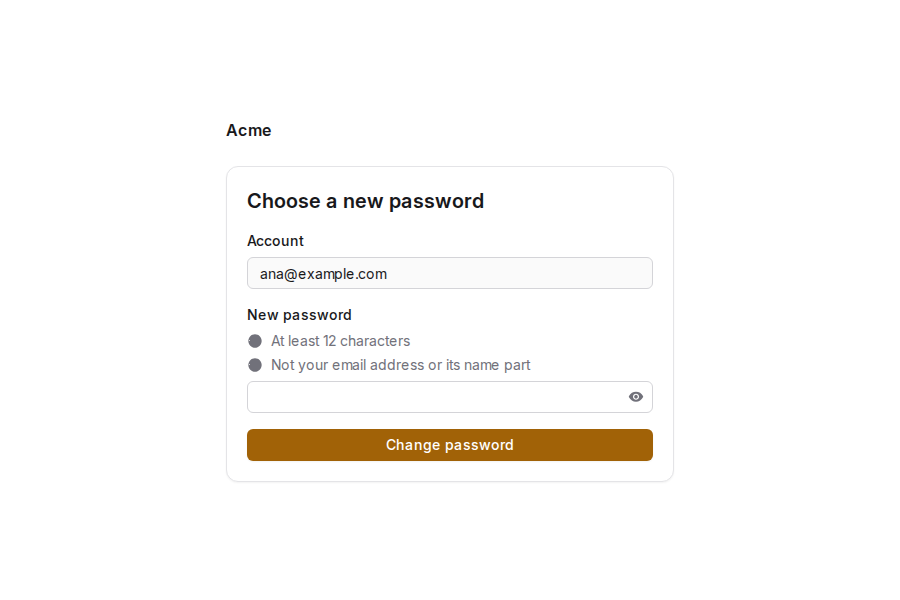 Acme
Choose a new password
Account
ana@example.com
New password
At least 12 characters
Not your email address or its name part
Change password